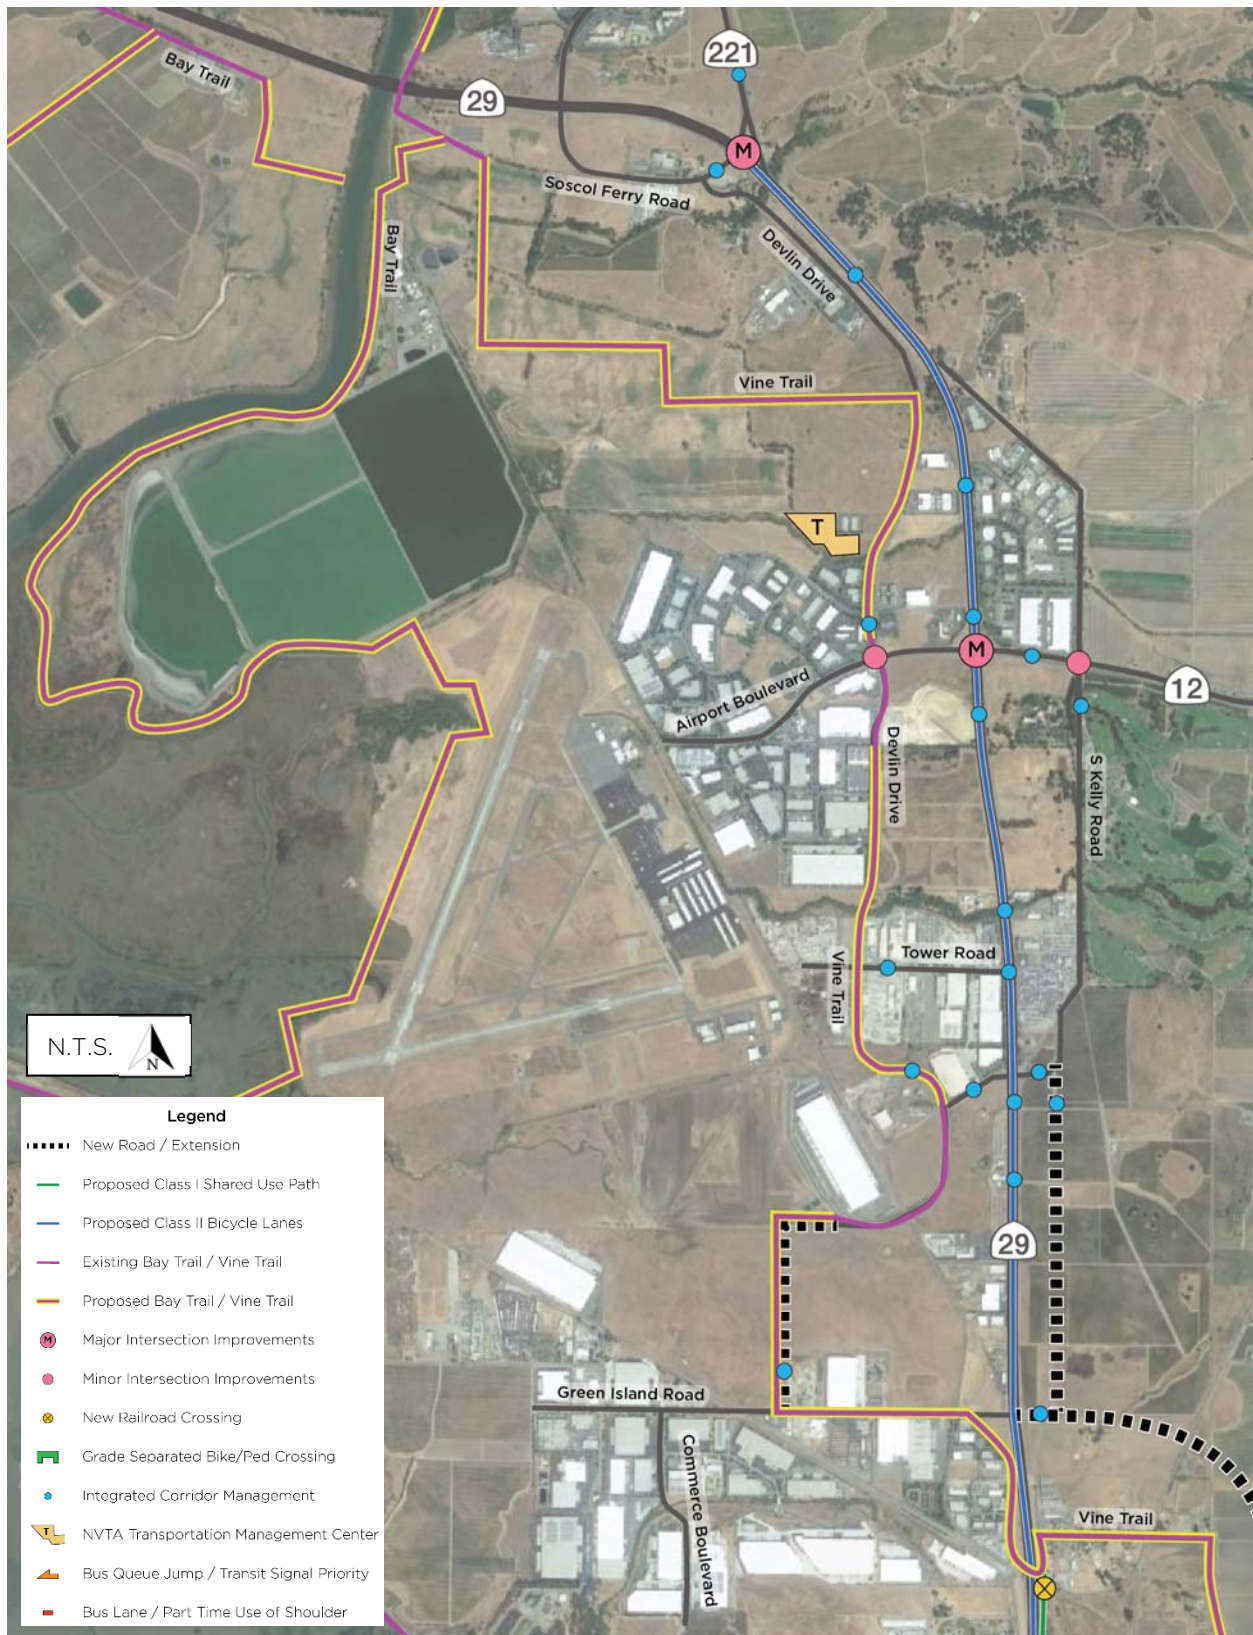 221
Bay Trail
29
M
Soscol Ferry Road
Bay Trail
Devlin Drive
Vine Trail
T
M
12
Airport Boulevard
Devlin Drive
S Kelly Road
Tower Road
Vine Trail
N.T.S.
N
29
Green Island Road
Commerce Boulevard
Vine Trail
Legend
New Road / Extension
Proposed Class I Shared Use Path
Proposed Class II Bicycle Lanes
Existing Bay Trail / Vine Trail
Proposed Bay Trail / Vine Trail
M Major Intersection Improvements
Minor Intersection Improvements
New Railroad Crossing
Grade Separated Bike/Ped Crossing
Integrated Corridor Management
T NVTA Transportation Management Center
Bus Queue Jump / Transit Signal Priority
Bus Lane / Part Time Use of Shoulder